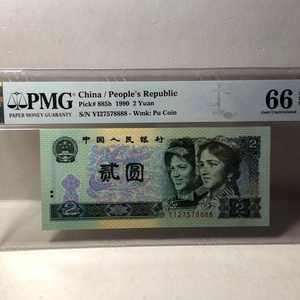 PMG
PAPER MONEY GUARANTY
China / People's Republic
Pick# 885b 1990 2 Yuan
S/N YI27578888 - Wmk: Pu Coin
66
Gem Uncirculated
中国人民银行
2
贰圆
2
YI27578888
2